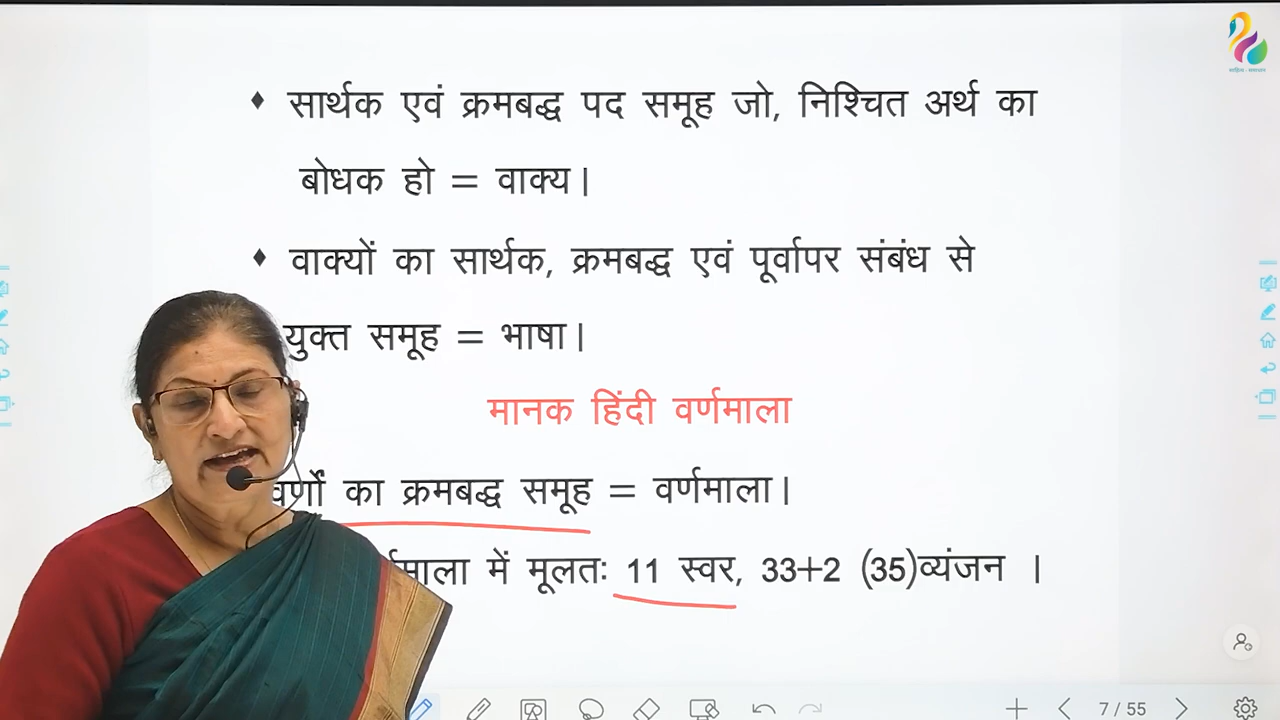 ♦ सार्थक एवं क्रमबद्ध पद समूह जो, निश्चित अर्थ का
बोधक हो = वाक्य।
♦ वाक्यों का सार्थक, क्रमबद्ध एवं पूर्वापर संबंध से
युक्त समूह = भाषा।
मानक हिंदी वर्णमाला
वर्णों का क्रमबद्ध समूह = वर्णमाला।
में मूलतः 11 स्वर, 33+2 (35)व्यंजन ।
7 / 55